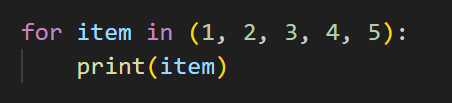 for item in (1, 2, 3, 4, 5):
    print(item)